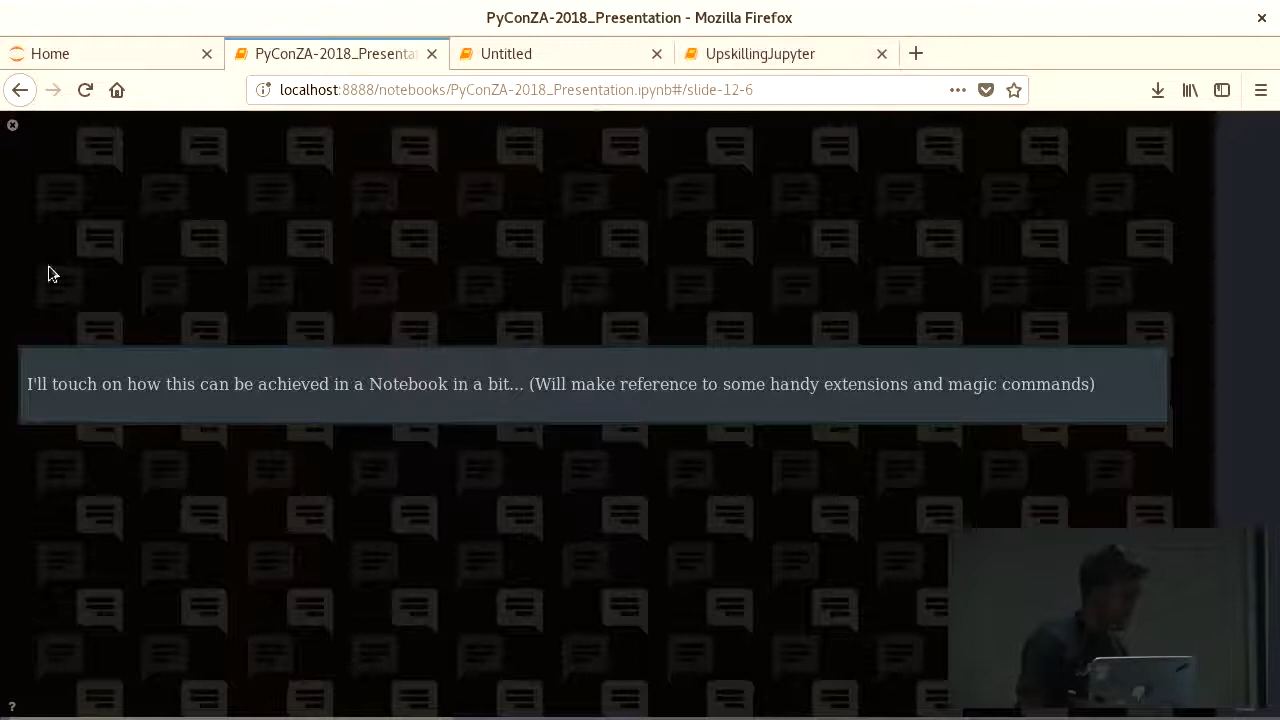 PyConZA-2018_Presentation - Mozilla Firefox
Home
PyConZA-2018_Presenta
Untitled
UpskillingJupyter
localhost:8888/notebooks/PyConZA-2018_Presentation.ipynb#/slide-12-6
I'll touch on how this can be achieved in a Notebook in a bit... (Will make reference to some handy extensions and magic commands)
?